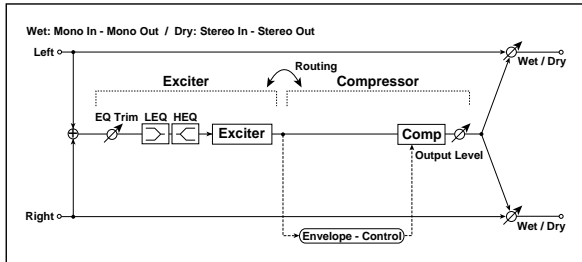 Wet: Mono In - Mono Out / Dry: Stereo In - Stereo Out
Left
Wet / Dry
Routing
Exciter
Compressor
EQ Trim
LEQ
HEQ
Exciter
Comp
Output Level
Right
Wet / Dry
Envelope - Control